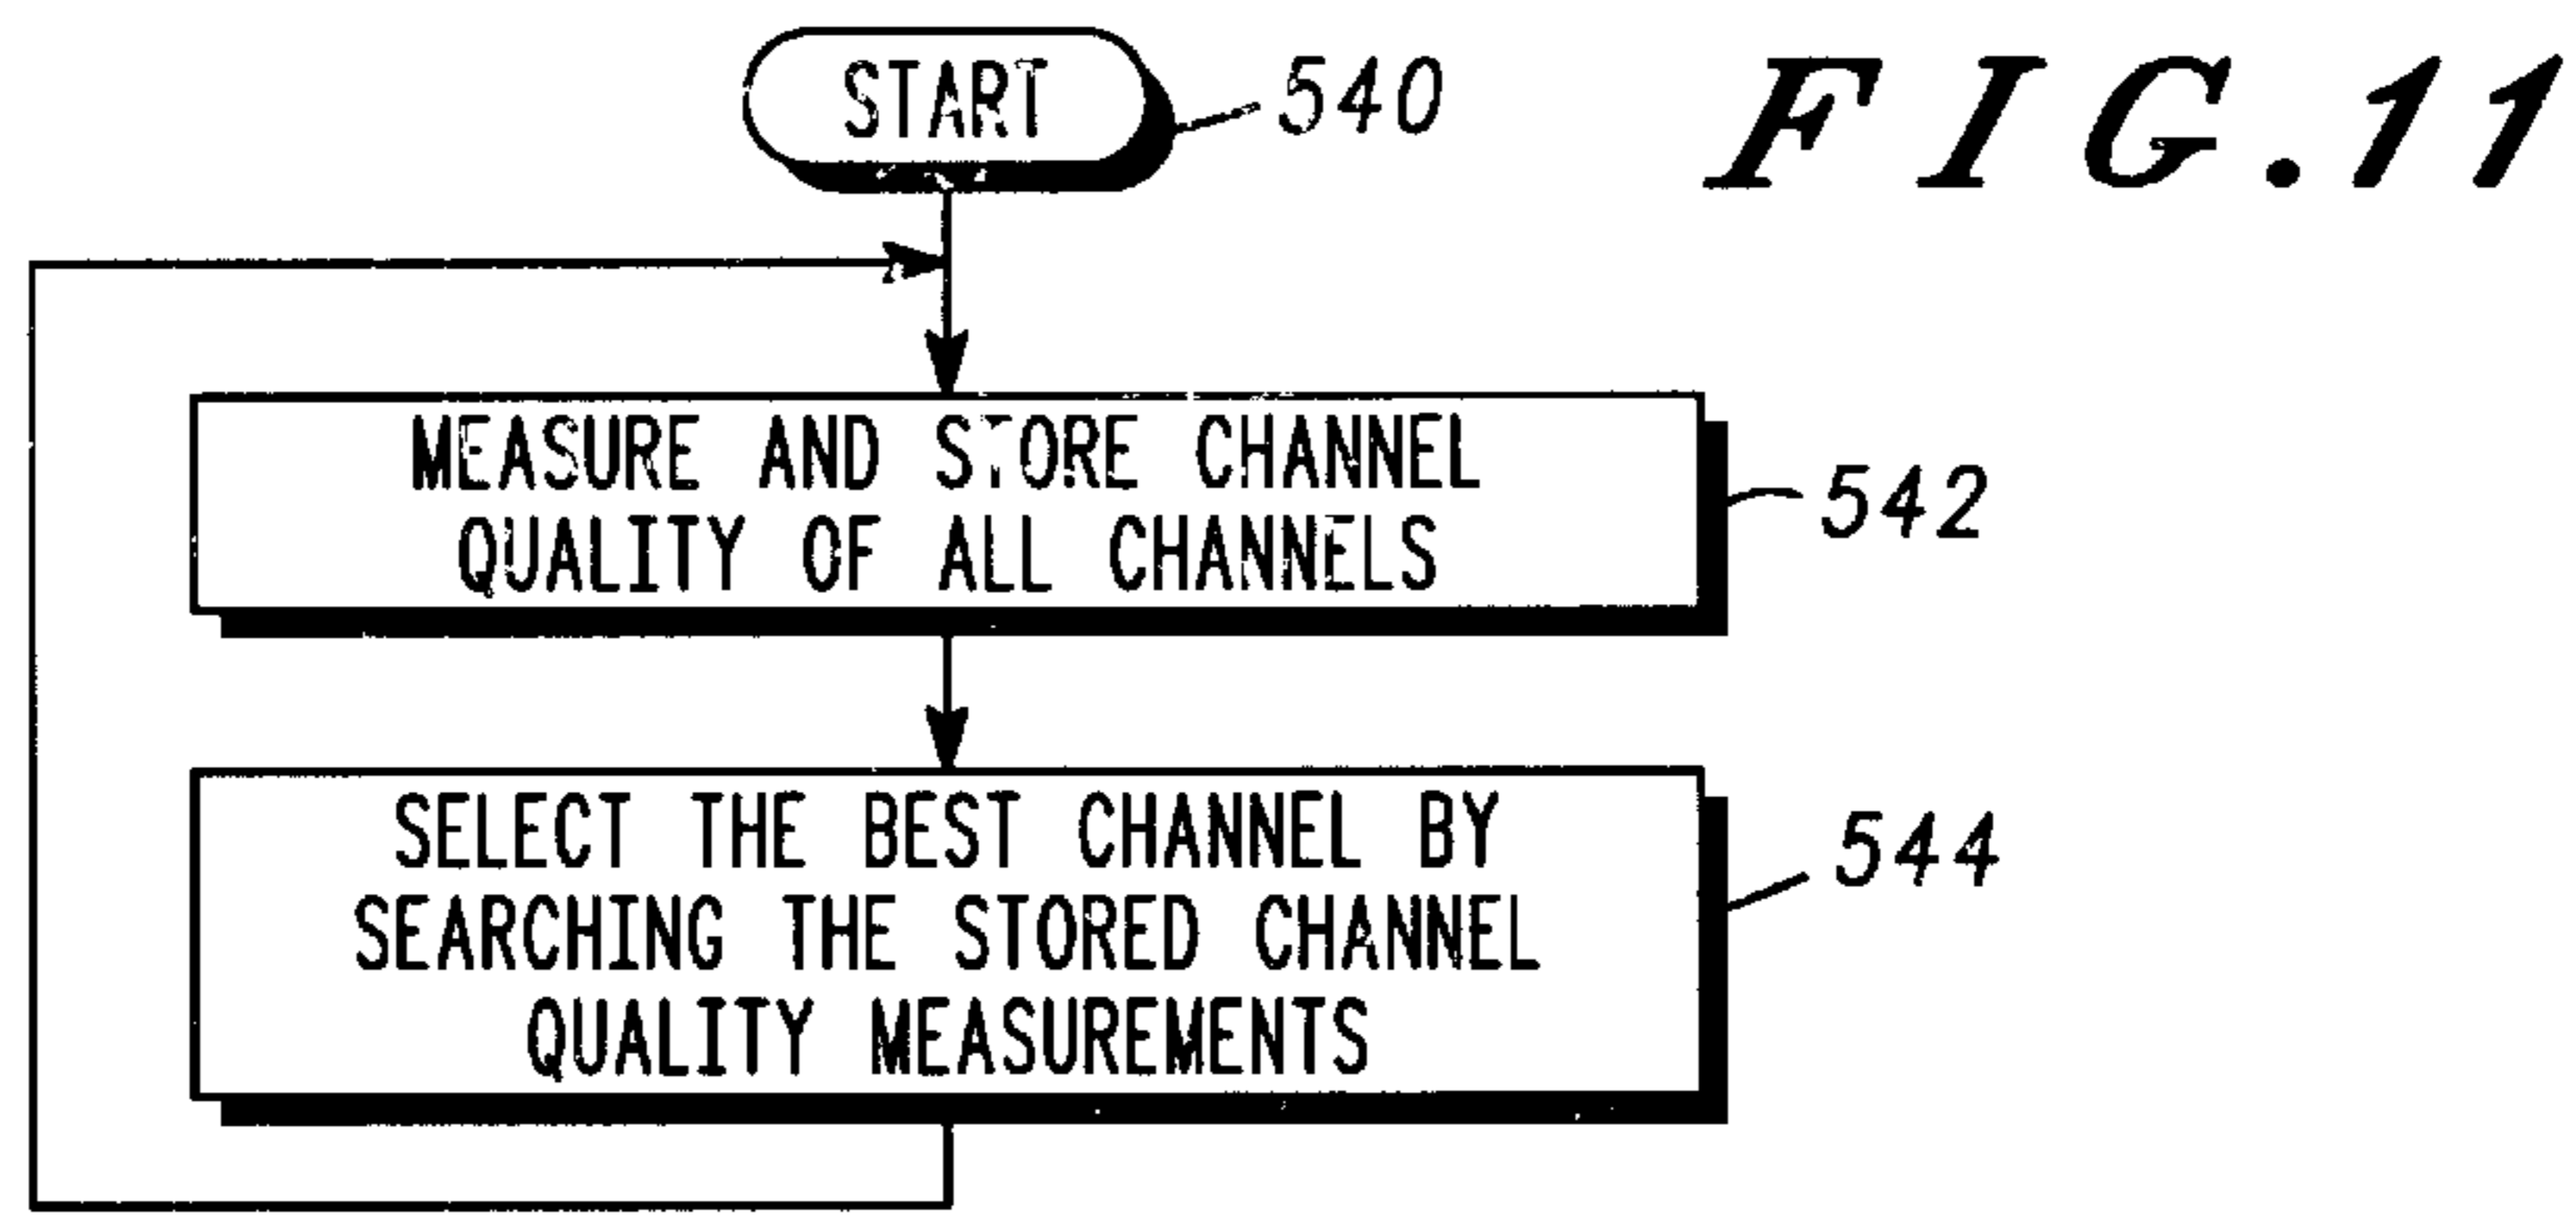 START
540
FIG.11
MEASURE AND STORE CHANNEL
QUALITY OF ALL CHANNELS
542
SELECT THE BEST CHANNEL BY
SEARCHING THE STORED CHANNEL
QUALITY MEASUREMENTS
544